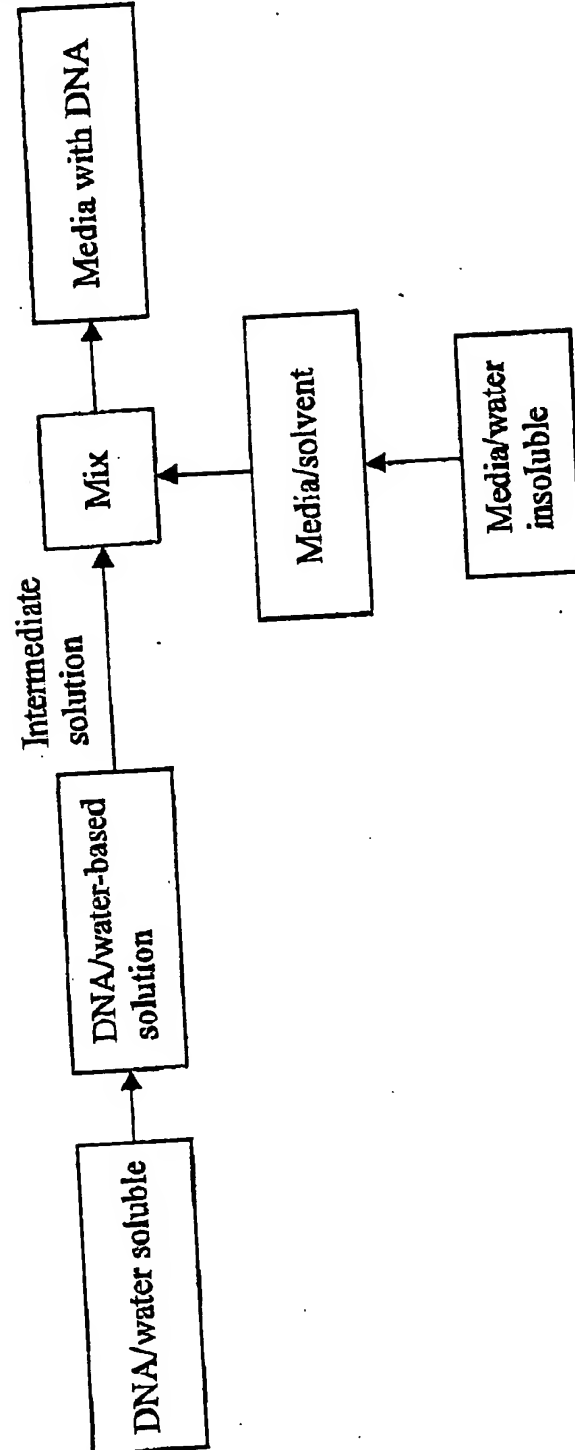 DNA/water soluble
DNA/water-based
solution
Intermediate
solution
Mix
Media with DNA
Media/solvent
Media/water
insoluble